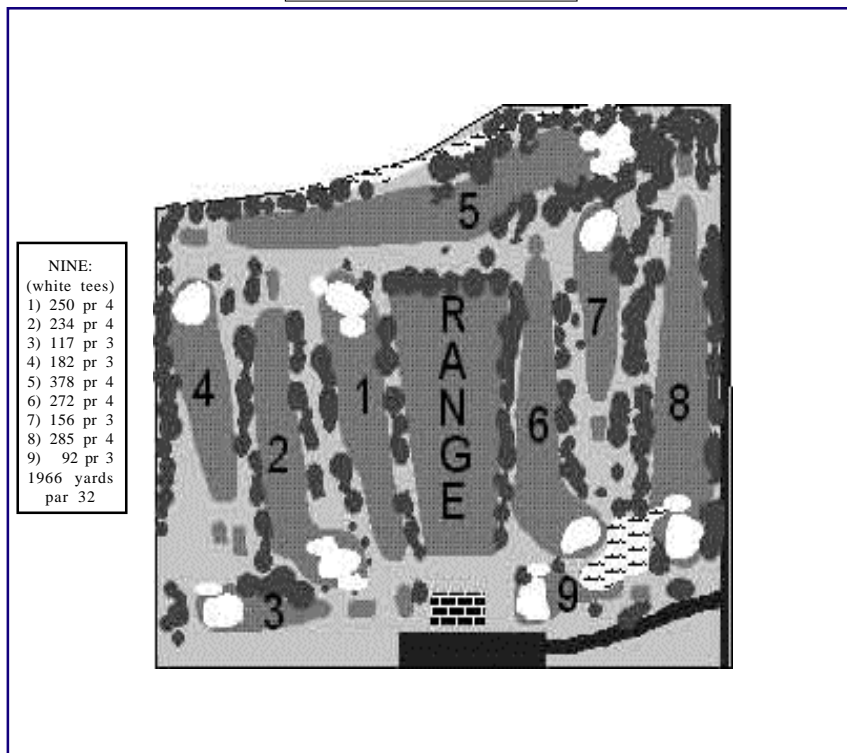 NINE:
(white tees)
1) 250 pr 4
2) 234 pr 4
3) 117 pr 3
4) 182 pr 3
5) 378 pr 4
6) 272 pr 4
7) 156 pr 3
8) 285 pr 4
9) 92 pr 3
1966 yards
par 32
5
4
2
1
R
A
N
G
E
6
7
8
3
9